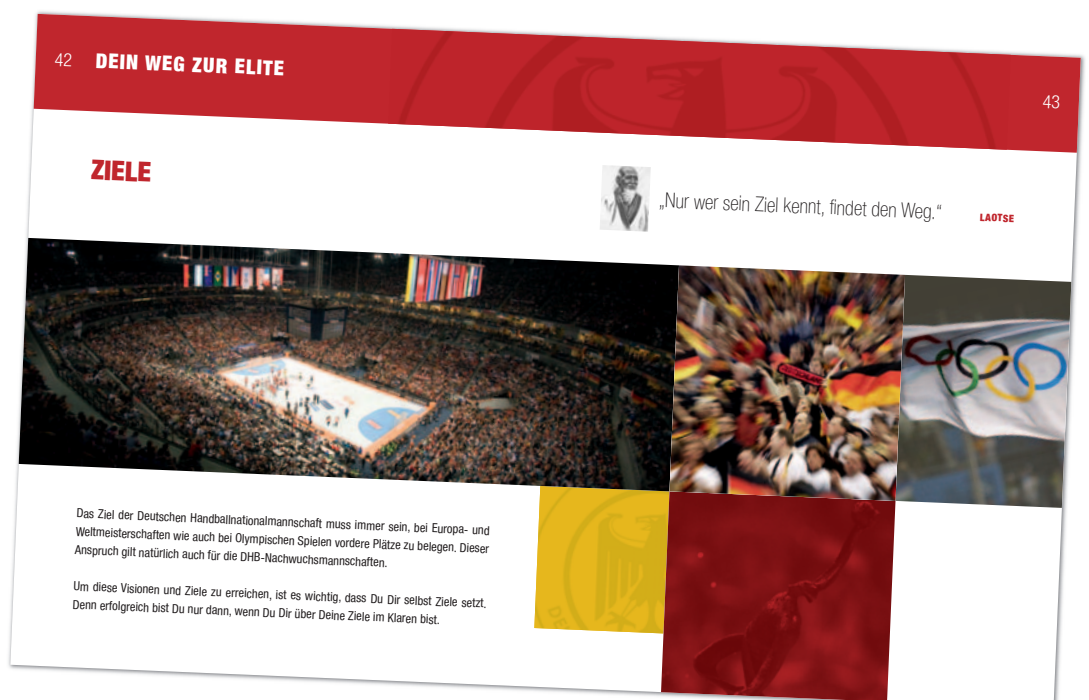 42 DEIN WEG ZUR ELITE
43
ZIELE
„Nur wer sein Ziel kennt, findet den Weg.“ LAOTSE
Das Ziel der Deutschen Handballnationalmannschaft muss immer sein, bei Europa- und
Weltmeisterschaften wie auch bei Olympischen Spielen vordere Plätze zu belegen. Dieser
Anspruch gilt natürlich auch für die DHB-Nachwuchsmannschaften.
Um diese Visionen und Ziele zu erreichen, ist es wichtig, dass Du Dir selbst Ziele setzt.
Denn erfolgreich bist Du nur dann, wenn Du Dir über Deine Ziele im Klaren bist.